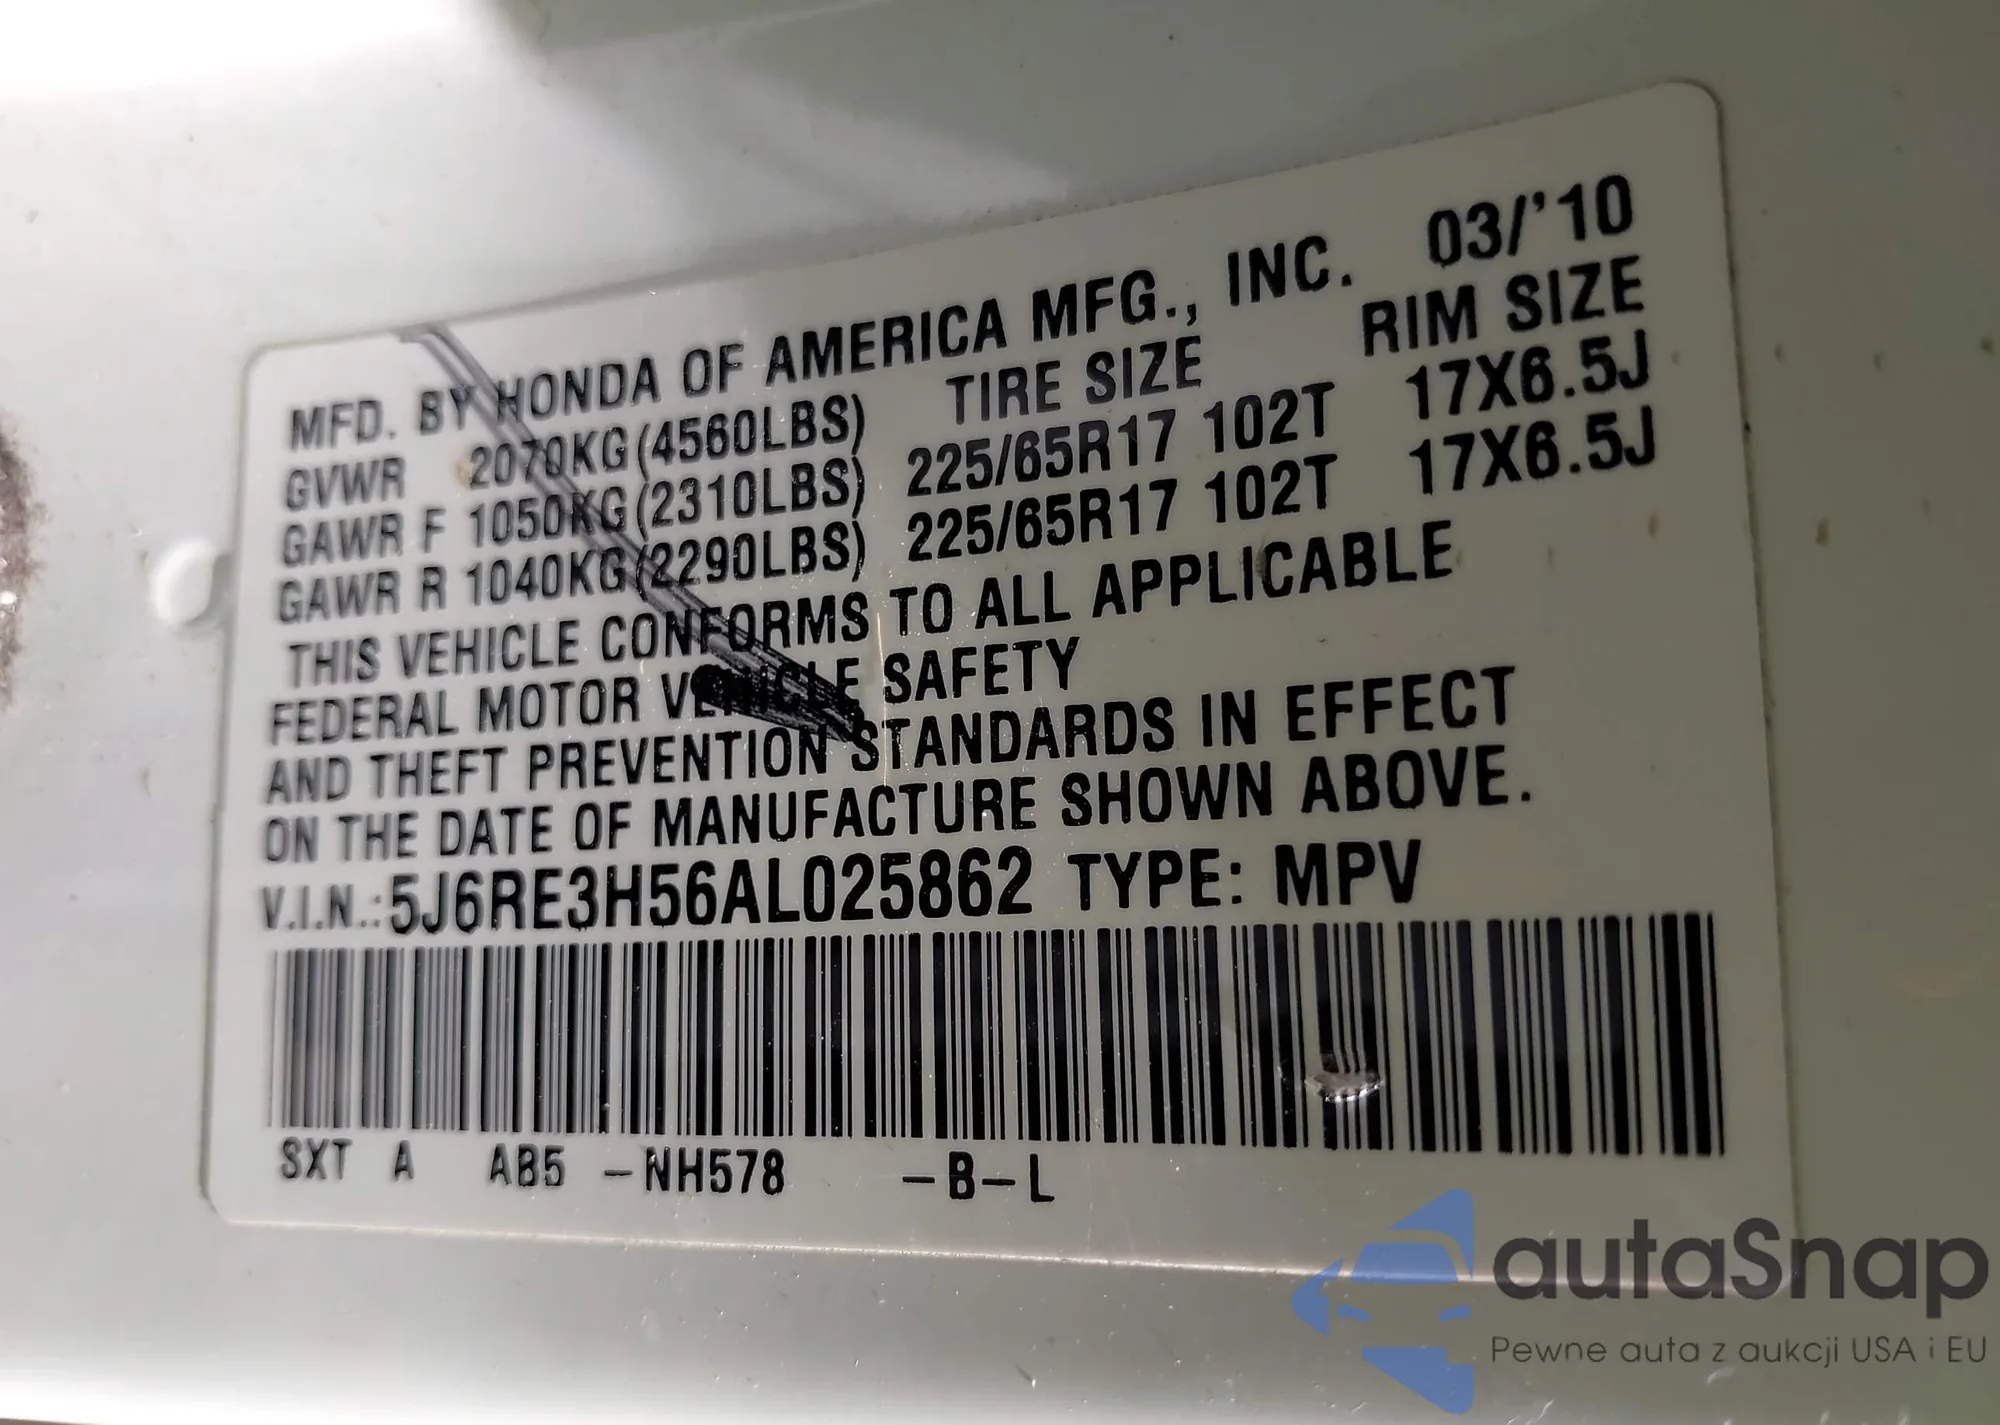 MFD. BY HONDA OF AMERICA MFG., INC. 03/'10
GVWR 2070KG(4560LBS) TIRE SIZE RIM SIZE
GAWR F 1050KG(2310LBS) 225/65R17 102T 17X6.5J
GAWR R 1040KG(2290LBS) 225/65R17 102T 17X6.5J
THIS VEHICLE CONFORMS TO ALL APPLICABLE
FEDERAL MOTOR VEHICLE SAFETY
AND THEFT PREVENTION STANDARDS IN EFFECT
ON THE DATE OF MANUFACTURE SHOWN ABOVE.
V.I.N.:5J6RE3H56AL025862 TYPE: MPV
SXT A AB5 -NH578 -B-L
autaSnap
Pewne auta z aukcji USA i EU